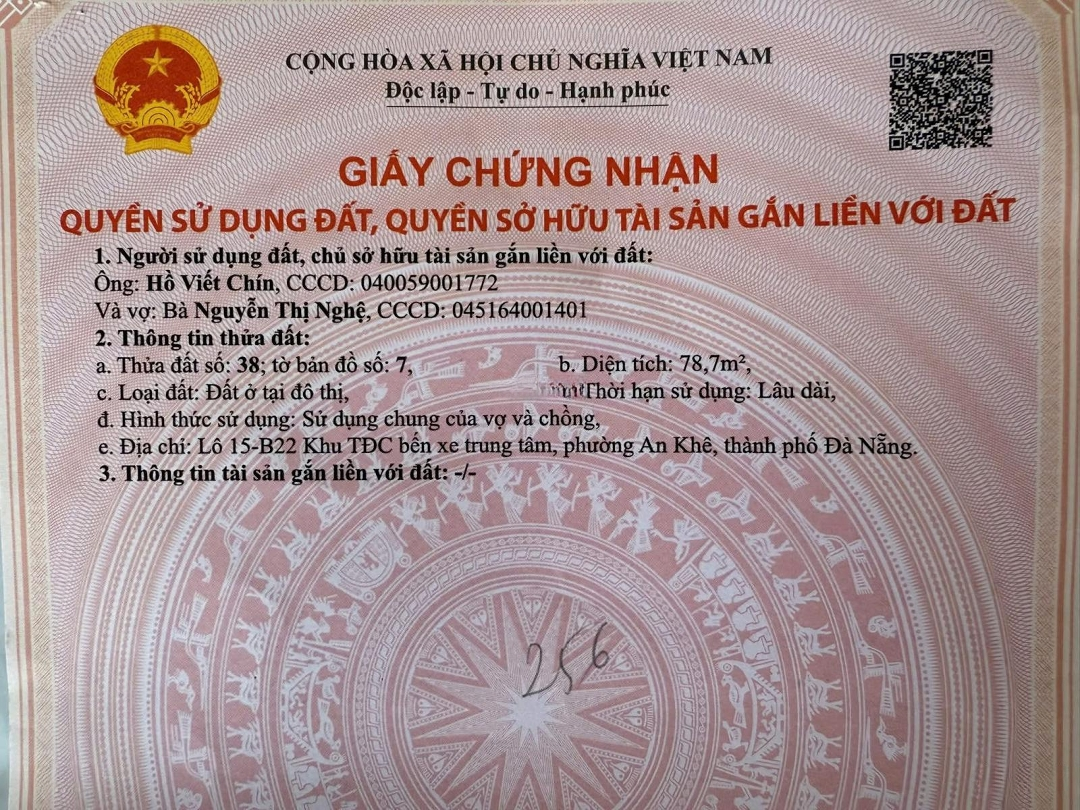 CỘNG HÒA XÃ HỘI CHỦ NGHĨA VIỆT NAM
Độc lập - Tự do - Hạnh phúc
GIẤY CHỨNG NHẬN
QUYỀN SỬ DỤNG ĐẤT, QUYỀN SỞ HỮU TÀI SẢN GẮN LIỀN VỚI ĐẤT
1. Người sử dụng đất, chủ sở hữu tài sản gắn liền với đất:
Ông: Hồ Viết Chín, CCCD: 040059001772
Và vợ: Bà Nguyễn Thị Nghệ, CCCD: 045164001401
2. Thông tin thửa đất:
a. Thửa đất số: 38; tờ bản đồ số: 7, b. Diện tích: 78,7m²,
c. Loại đất: Đất ở tại đô thị, Thời hạn sử dụng: Lâu dài,
đ. Hình thức sử dụng: Sử dụng chung của vợ và chồng,
e. Địa chỉ: Lô 15-B22 Khu TĐC bến xe trung tâm, phường An Khê, thành phố Đà Nẵng.
3. Thông tin tài sản gắn liền với đất: -/-
256